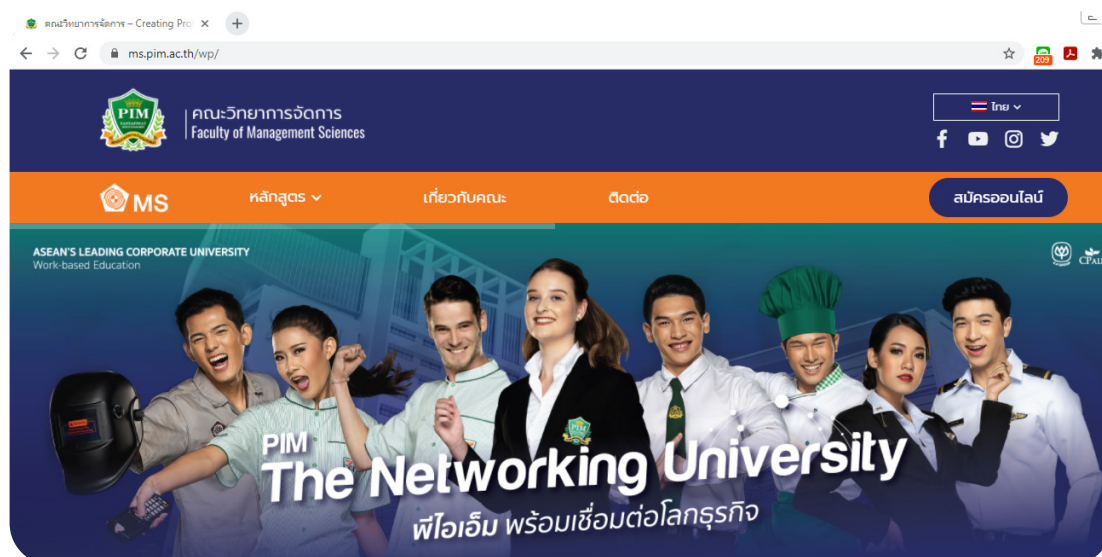 คณะวิทยาการจัดการ – Creating Pro
ms.pim.ac.th/wp/
209
PIM
คณะวิทยาการจัดการ
Faculty of Management Sciences
ไทย
MS
หลักสูตร
เกี่ยวกับคณะ
ติดต่อ
สมัครออนไลน์
ASEAN'S LEADING CORPORATE UNIVERSITY
Work-based Education
PIM
The Networking University
พีไอเอ็ม พร้อมเชื่อมต่อโลกธุรกิจ